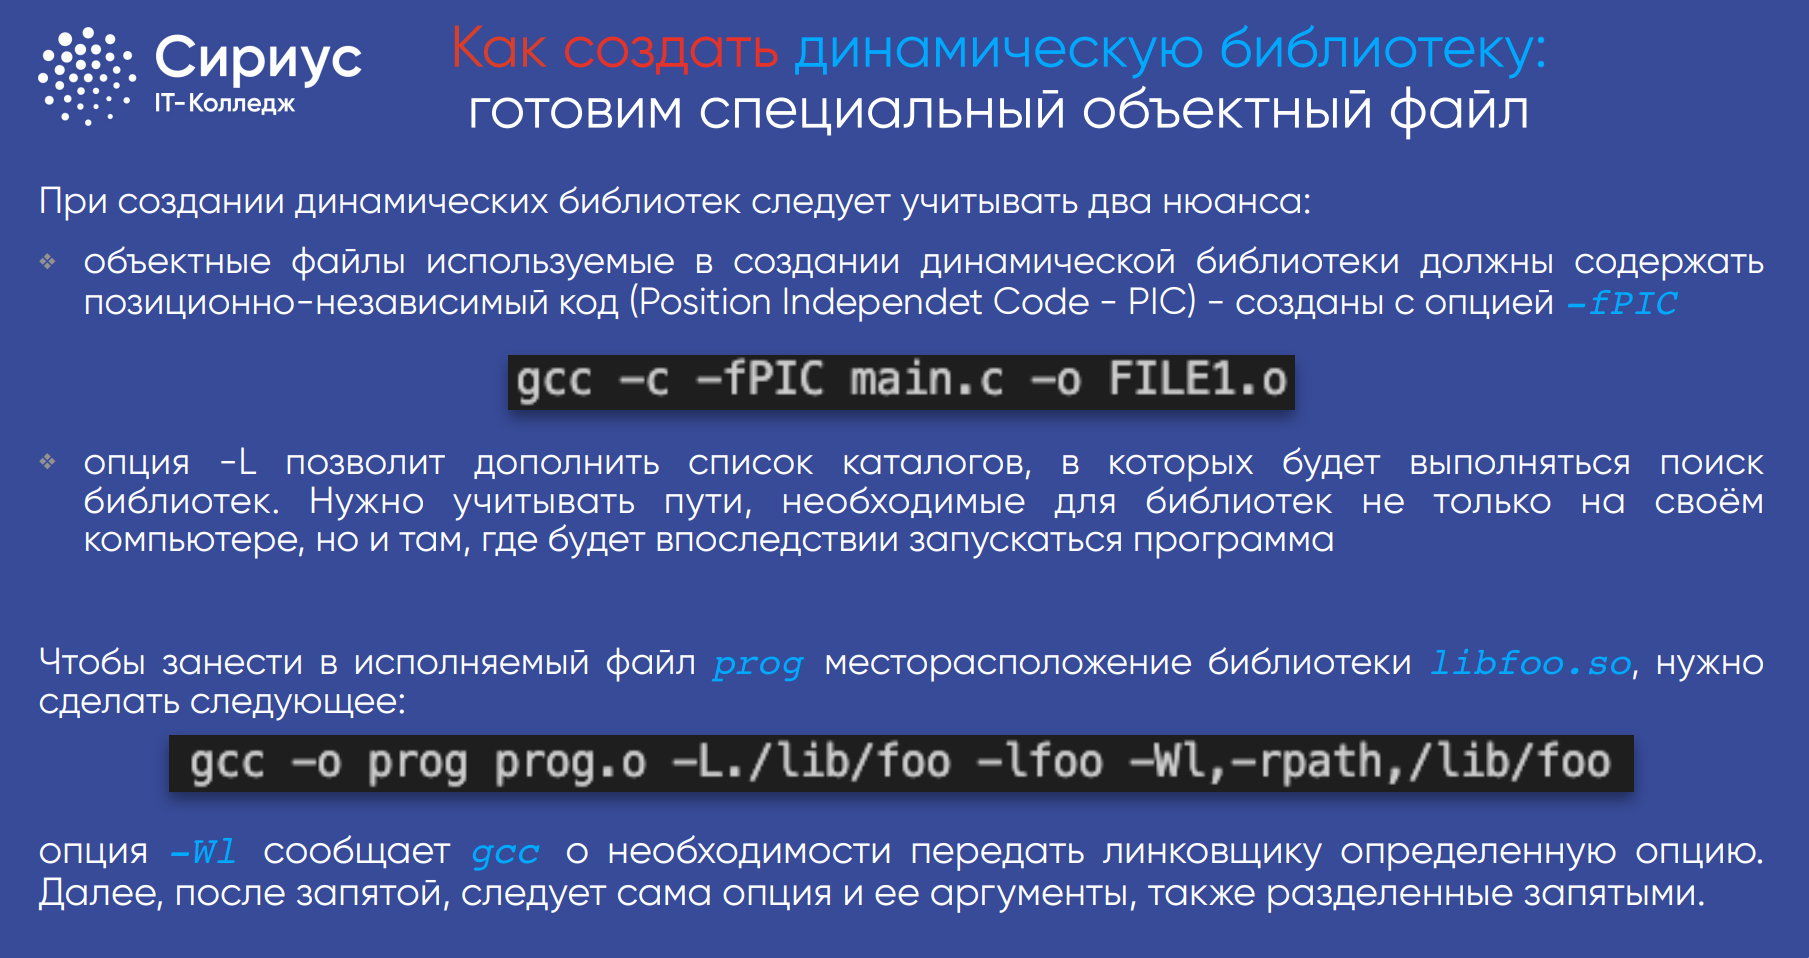 Сириус
IT-Колледж
Как создать динамическую библиотеку:
готовим специальный объектный файл
При создании динамических библиотек следует учитывать два нюанса:
❖ объектные файлы используемые в создании динамической библиотеки должны содержать
позиционно-независимый код (Position Independet Code - PIC) - созданы с опцией -fPIC
gcc -c -fPIC main.c -o FILE1.o
❖ опция -L позволит дополнить список каталогов, в которых будет выполняться поиск
библиотек. Нужно учитывать пути, необходимые для библиотек не только на своём
компьютере, но и там, где будет впоследствии запускаться программа
Чтобы занести в исполняемый файл prog месторасположение библиотеки libfoo.so, нужно
сделать следующее:
gcc -o prog prog.o -L./lib/foo -lfoo -Wl,-rpath,/lib/foo
опция -Wl сообщает gcc о необходимости передать линковщику определенную опцию.
Далее, после запятой, следует сама опция и ее аргументы, также разделенные запятыми.